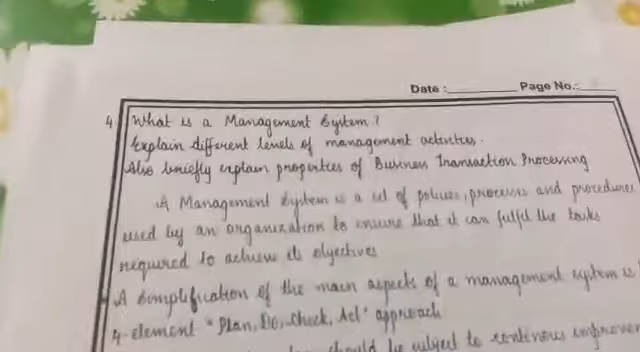 Date :________ Page No.:
4. What is a Management System?
Explain different levels of management activities.
Also briefly explain properties of Business Transaction Processing
A Management System is a set of policies, processes and procedures
used by an organization to ensure that it can fulfil the tasks
required to achieve its objectives
A simplification of the main aspects of a management system is
4-element "Plan, Do, Check, Act" approach
should be subject to continous